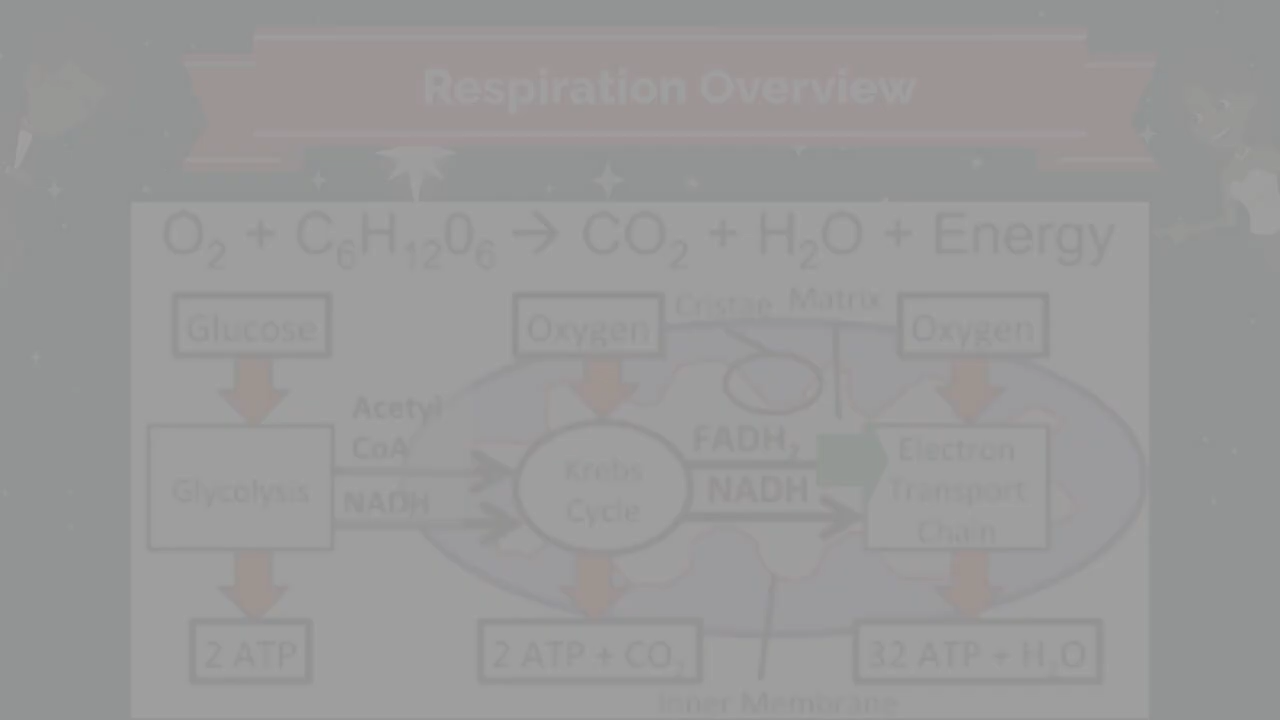 Respiration Overview
O₂ + C₆H₁₂0₆ → CO₂ + H₂O + Energy
Glucose
Oxygen
Cristae
Matrix
Oxygen
Acetyl
CoA
NADH
Glycolysis
Krebs
Cycle
FADH₂
NADH
Electron
Transport
Chain
2 ATP
2 ATP + CO₂
32 ATP + H₂O
Inner Membrane